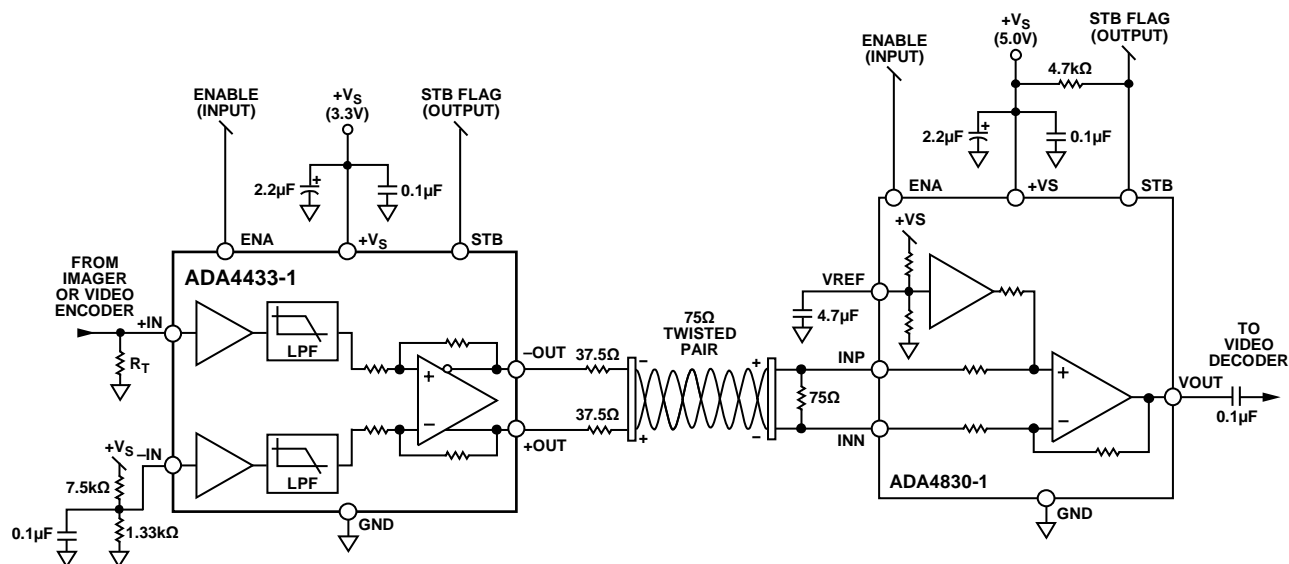 ENABLE
(INPUT)
+VS
(3.3V)
STB FLAG
(OUTPUT)
2.2µF
+
0.1µF
ENA
+VS
STB
FROM
IMAGER
OR VIDEO
ENCODER
ADA4433-1
+IN
RT
LPF
+
−
–OUT
+OUT
37.5Ω
37.5Ω
+VS
–IN
7.5kΩ
0.1µF
1.33kΩ
LPF
GND
75Ω
TWISTED
PAIR
−
+
+
−
ENABLE
(INPUT)
+VS
(5.0V)
STB FLAG
(OUTPUT)
4.7kΩ
2.2µF
+
0.1µF
ENA
+VS
STB
+VS
VREF
4.7µF
INP
75Ω
INN
+
−
VOUT
TO
VIDEO
DECODER
0.1µF
ADA4830-1
GND